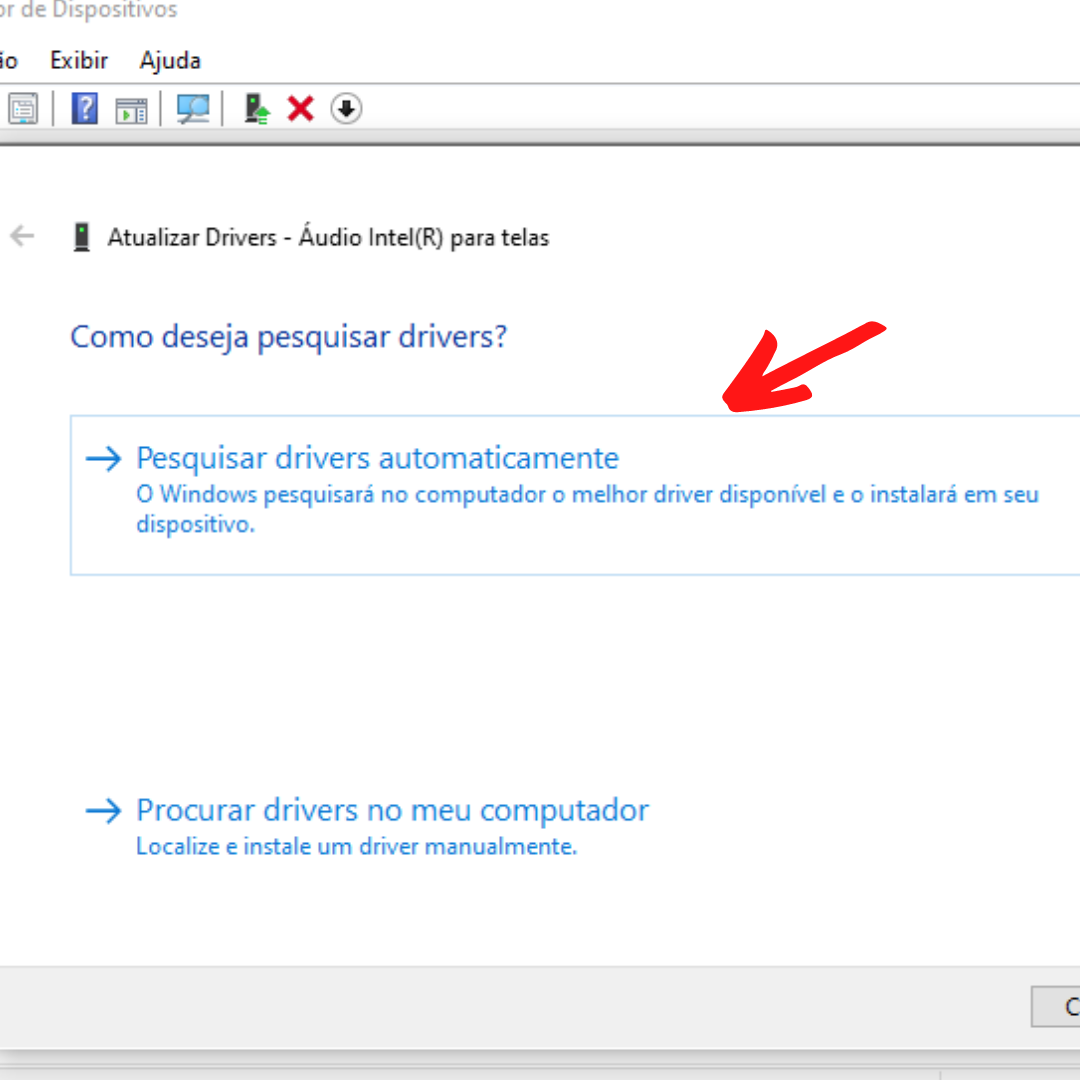 de Dispositivos
Exibir Ajuda
Atualizar Drivers - Áudio Intel(R) para telas
Como deseja pesquisar drivers?
Pesquisar drivers automaticamente
O Windows pesquisará no computador o melhor driver disponível e o instalará em seu
dispositivo.
Procurar drivers no meu computador
Localize e instale um driver manualmente.